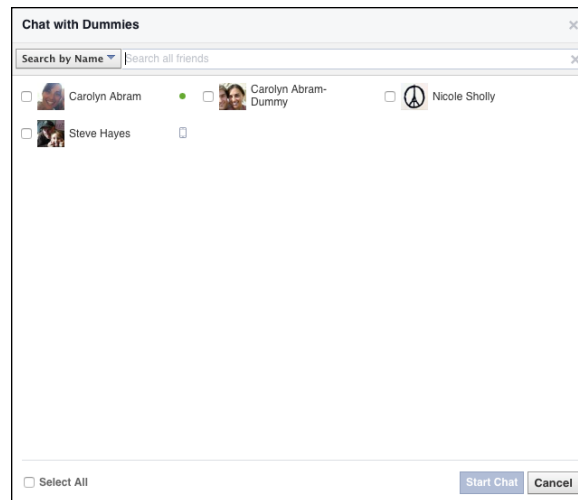 Chat with Dummies
Search by Name
Search all friends
Carolyn Abram
Carolyn Abram-
Dummy
Nicole Sholly
Steve Hayes
Select All
Start Chat
Cancel